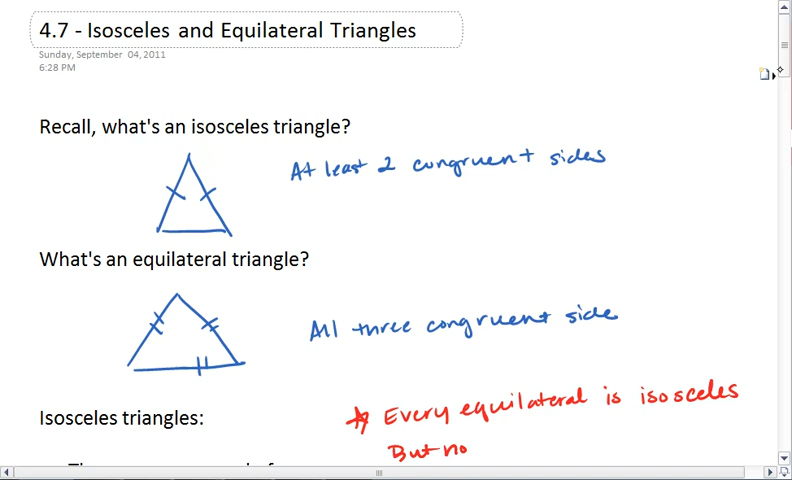 4.7 - Isosceles and Equilateral Triangles
Sunday, September 04, 2011
6:28 PM
Recall, what's an isosceles triangle?
At least 2 congruent sides
What's an equilateral triangle?
All three congruent side
Isosceles triangles:
Every equilateral is isosceles
But no